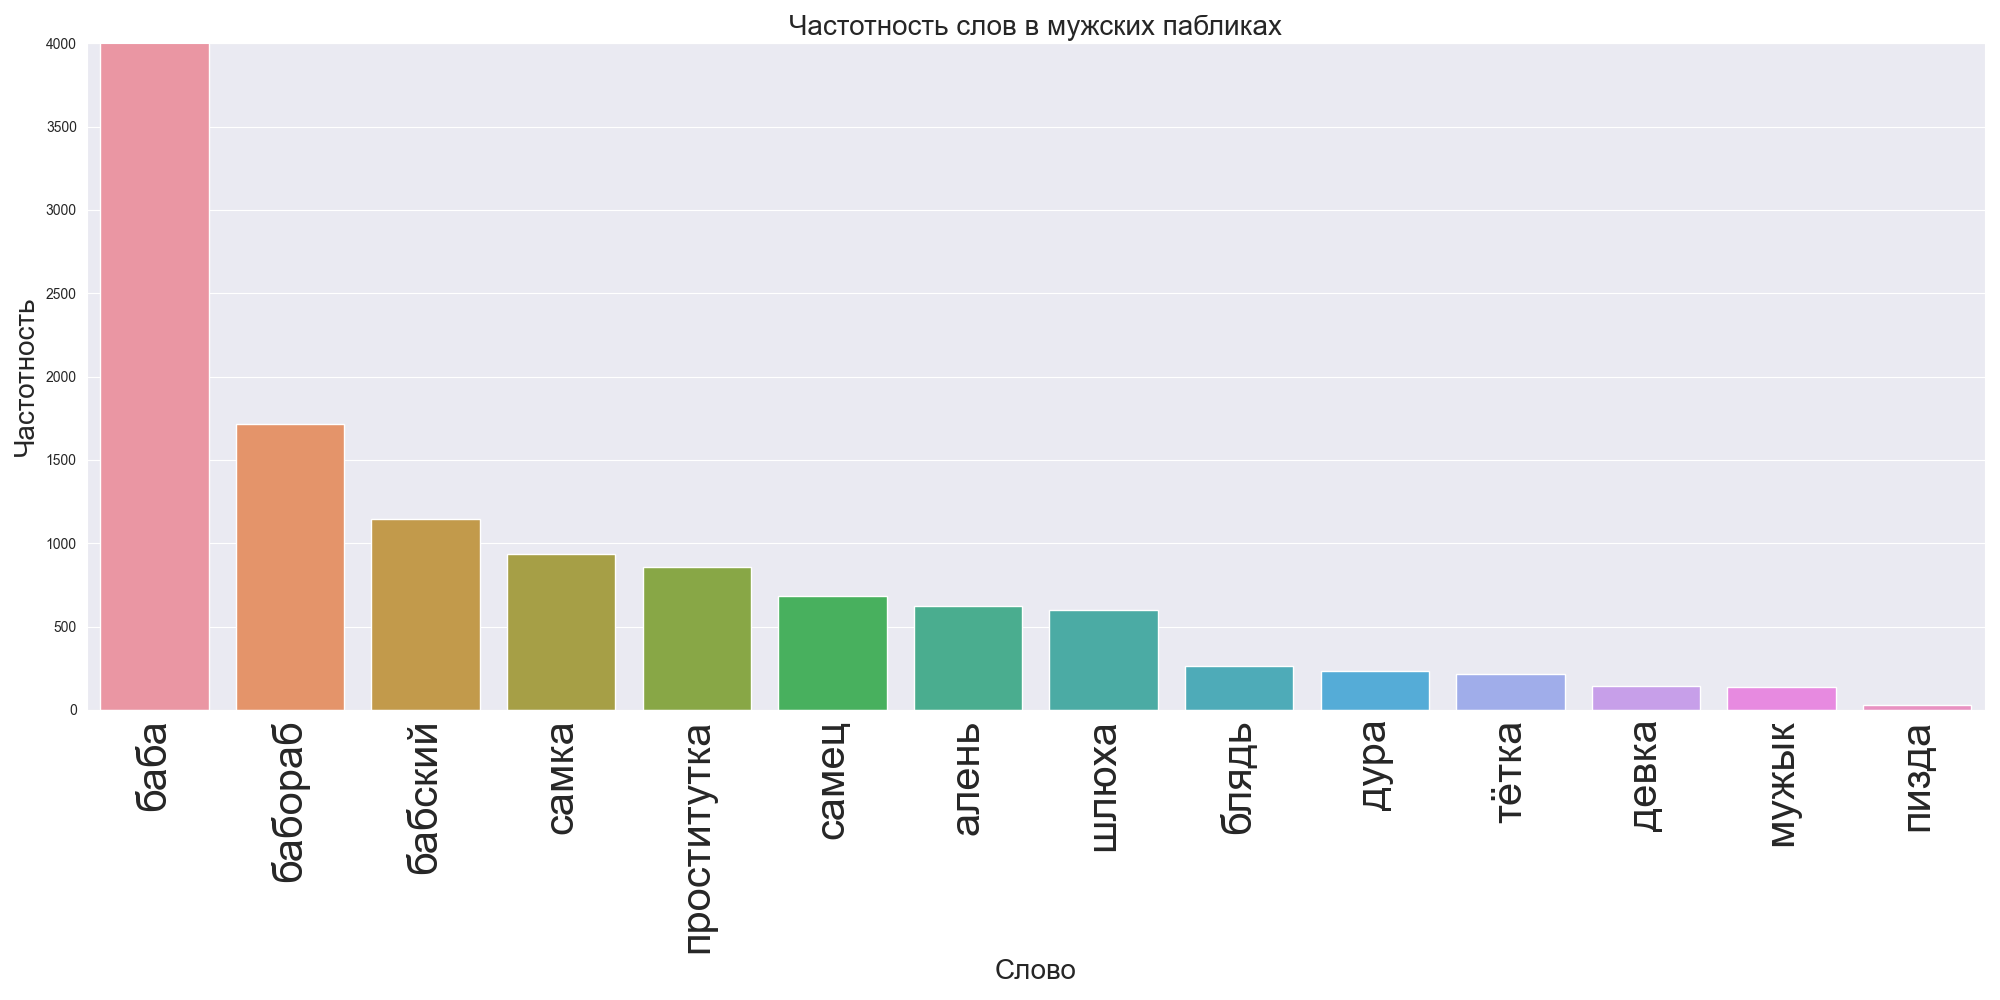 Частотность слов в мужских пабликах
Частотность
4000
3500
3000
2500
2000
1500
1000
500
0
баба
бабораб
бабский
самка
проститутка
самец
алень
шлюха
блядь
дура
тётка
девка
мужык
пизда
Слово